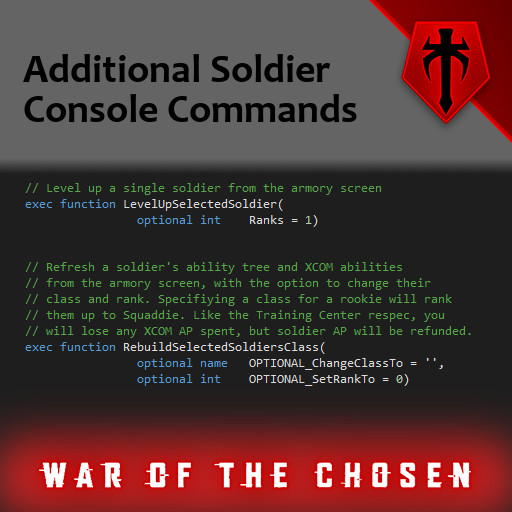 Additional Soldier
Console Commands
// Level up a single soldier from the armory screen
exec function LevelUpSelectedSoldier(
optional int Ranks = 1)
// Refresh a soldier's ability tree and XCOM abilities
// from the armory screen, with the option to change their
// class and rank. Specifiying a class for a rookie will rank
// them up to Squaddie. Like the Training Center respec, you
// will lose any XCOM AP spent, but soldier AP will be refunded.
exec function RebuildSelectedSoldiersClass(
optional name OPTIONAL_ChangeClassTo = '',
optional int OPTIONAL_SetRankTo = 0)
WAR OF THE CHOSEN